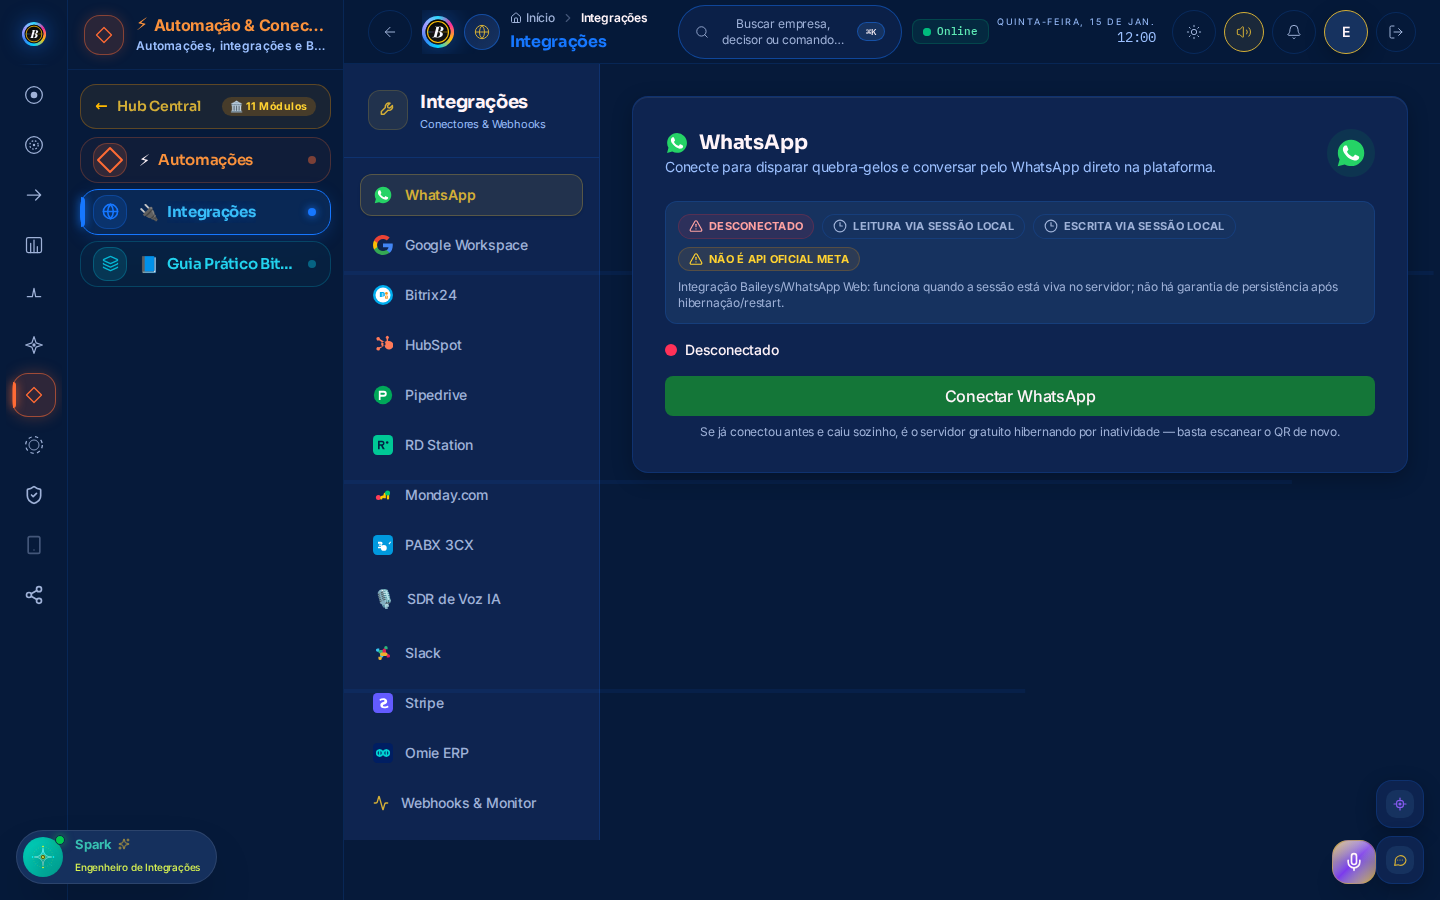 Automação & Conec...
Automações, integrações e B...
Hub Central
11 Módulos
Automações
Integrações
Guia Prático Bit...
Spark
Engenheiro de Integrações
Início
Integrações
Integrações
Buscar empresa,
decisor ou comando...
⌘K
Online
QUINTA-FEIRA, 15 DE JAN.
12:00
E
Integrações
Conectores & Webhooks
WhatsApp
Google Workspace
Bitrix24
HubSpot
Pipedrive
RD Station
Monday.com
PABX 3CX
SDR de Voz IA
Slack
Stripe
Omie ERP
Webhooks & Monitor
WhatsApp
Conecte para disparar quebra-gelos e conversar pelo WhatsApp direto na plataforma.
DESCONECTADO
LEITURA VIA SESSÃO LOCAL
ESCRITA VIA SESSÃO LOCAL
NÃO É API OFICIAL META
Integração Baileys/WhatsApp Web: funciona quando a sessão está viva no servidor; não há garantia de persistência após
hibernação/restart.
Desconectado
Conectar WhatsApp
Se já conectou antes e caiu sozinho, é o servidor gratuito hibernando por inatividade — basta escanear o QR de novo.